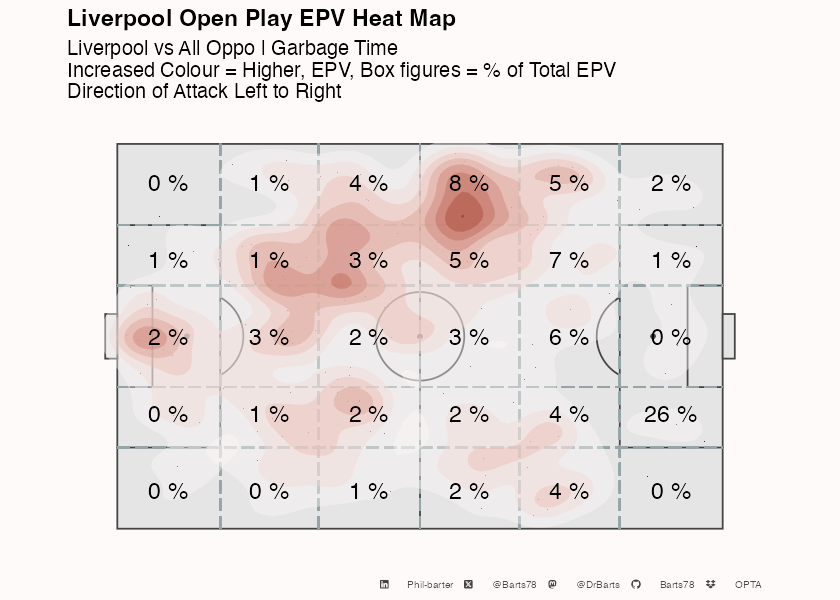 Liverpool Open Play EPV Heat Map
Liverpool vs All Oppo | Garbage Time
Increased Colour = Higher, EPV, Box figures = % of Total EPV
Direction of Attack Left to Right
0 % 1 % 4 % 8 % 5 % 2 %
1 % 1 % 3 % 5 % 7 % 1 %
2 % 3 % 2 % 3 % 6 % 0 %
0 % 1 % 2 % 2 % 4 % 26 %
0 % 0 % 1 % 2 % 4 % 0 %
Phil-barter @Barts78 @DrBarts Barts78 OPTA